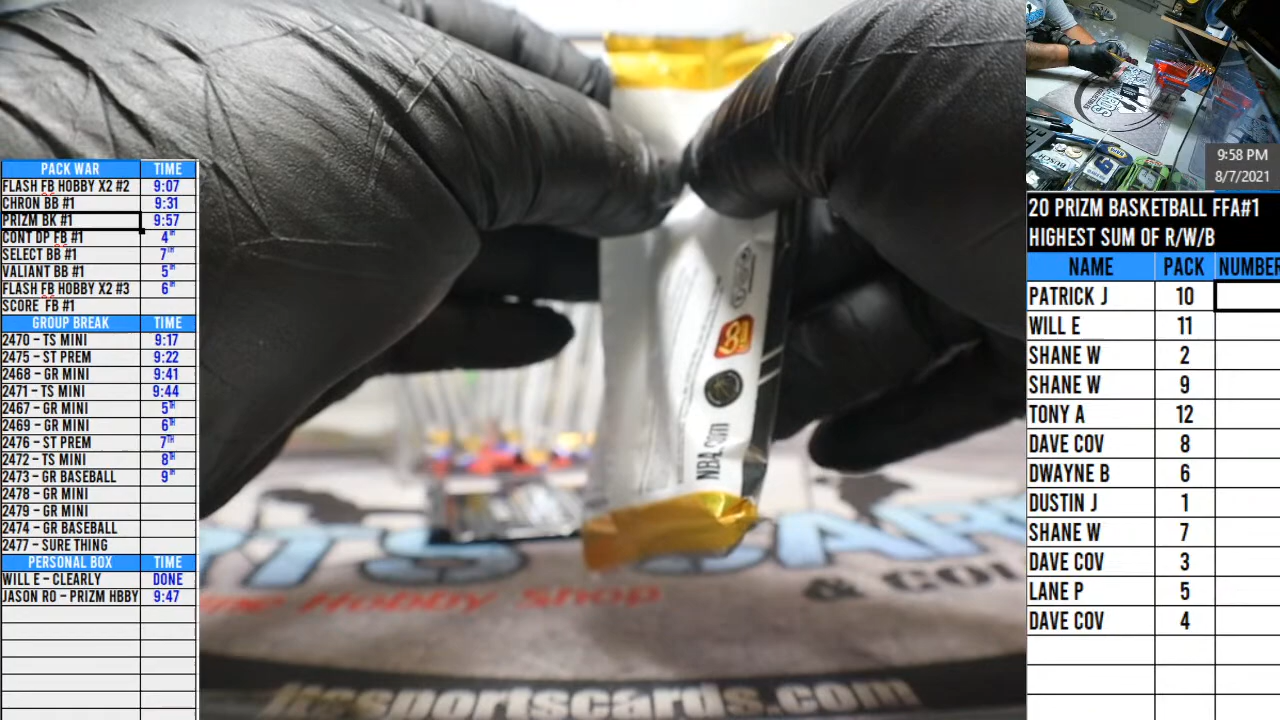 PACK WAR TIME
FLASH FB HOBBY X2 #2 9:07
CHRON BB #1 9:31
PRIZM BK #1 9:57
CONT DP FB #1 4TH
SELECT BB #1 7TH
VALIANT BB #1 5TH
FLASH FB HOBBY X2 #3 6TH
SCORE FB #1
GROUP BREAK TIME
2470 – TS MINI 9:17
2475 – ST PREM 9:22
2468 – GR MINI 9:41
2471 – TS MINI 9:44
2467 – GR MINI 5TH
2469 – GR MINI 6TH
2476 – ST PREM 7TH
2472 – TS MINI 8TH
2473 – GR BASEBALL 9TH
2478 – GR MINI
2479 – GR MINI
2474 – GR BASEBALL
2477 – SURE THING
PERSONAL BOX TIME
WILL E – CLEARLY DONE
JASON RO – PRIZM HBBY 9:47
NBA.com
& CO
Hobby Shop
sportscards.com
9:58 PM
8/7/2021
20 PRIZM BASKETBALL FFA#1
HIGHEST SUM OF R/W/B
NAME PACK NUMBER
PATRICK J 10
WILL E 11
SHANE W 2
SHANE W 9
TONY A 12
DAVE COV 8
DWAYNE B 6
DUSTIN J 1
SHANE W 7
DAVE COV 3
LANE P 5
DAVE COV 4